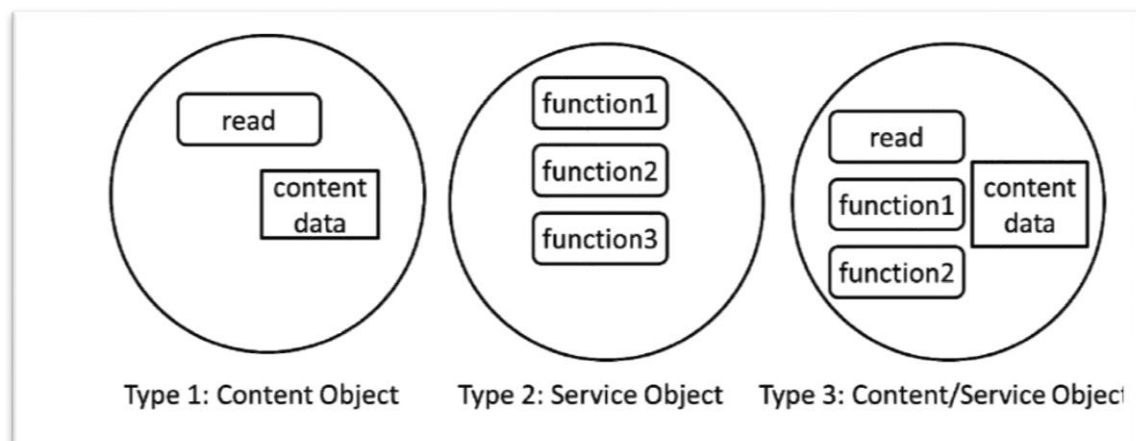 read
content
data
function1
function2
function3
read
function1
function2
content
data
Type 1: Content Object
Type 2: Service Object
Type 3: Content/Service Object